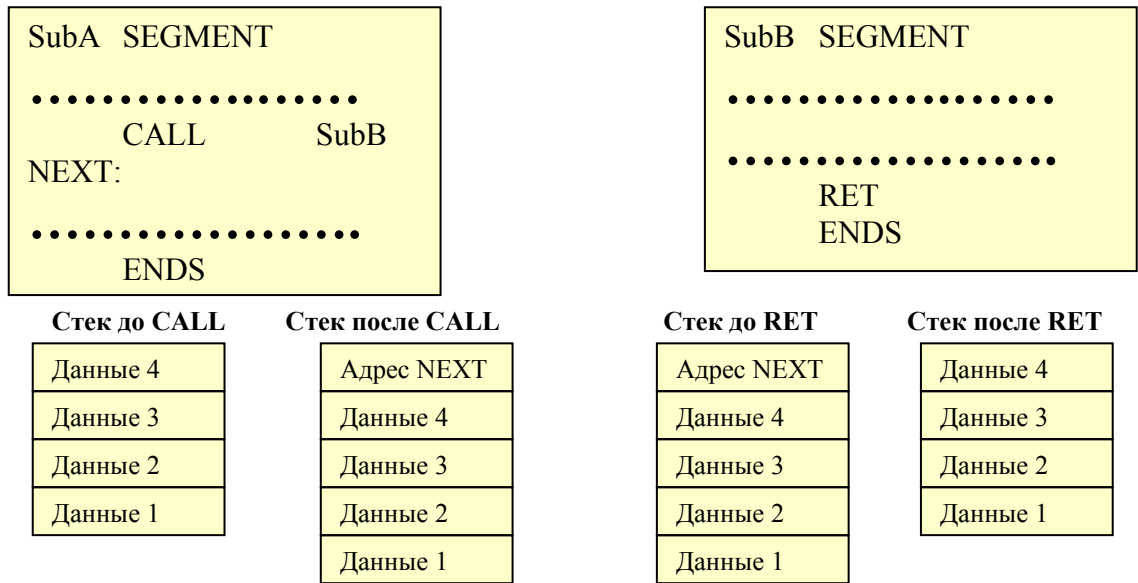 SubA SEGMENT
...................
CALL SubB
NEXT:
...................
ENDS
SubB SEGMENT
...................
...................
RET
ENDS
Стек до CALL
Данные 4
Данные 3
Данные 2
Данные 1
Стек после CALL
Адрес NEXT
Данные 4
Данные 3
Данные 2
Данные 1
Стек до RET
Адрес NEXT
Данные 4
Данные 3
Данные 2
Данные 1
Стек после RET
Данные 4
Данные 3
Данные 2
Данные 1